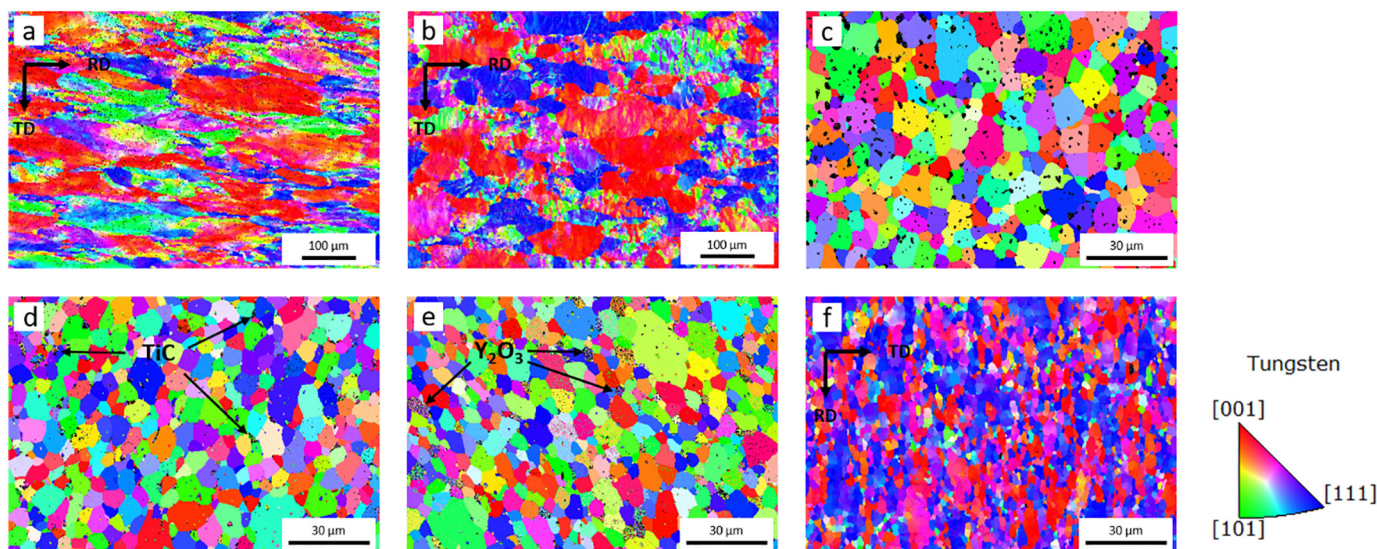 a
RD
TD
100 µm
b
RD
TD
100 µm
c
30 µm
d
TiC
30 µm
e
Y₂O₃
30 µm
f
TD
RD
30 µm
Tungsten
[001]
[111]
[101]